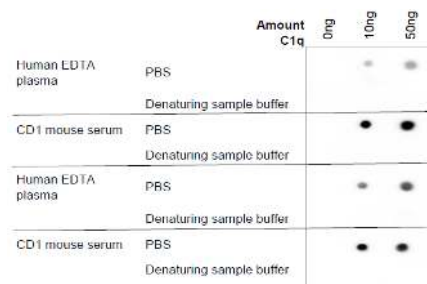 Amount C1q
0ng
10ng
50ng
Human EDTA plasma
PBS
Denaturing sample buffer
CD1 mouse serum
PBS
Denaturing sample buffer
Human EDTA plasma
PBS
Denaturing sample buffer
CD1 mouse serum
PBS
Denaturing sample buffer